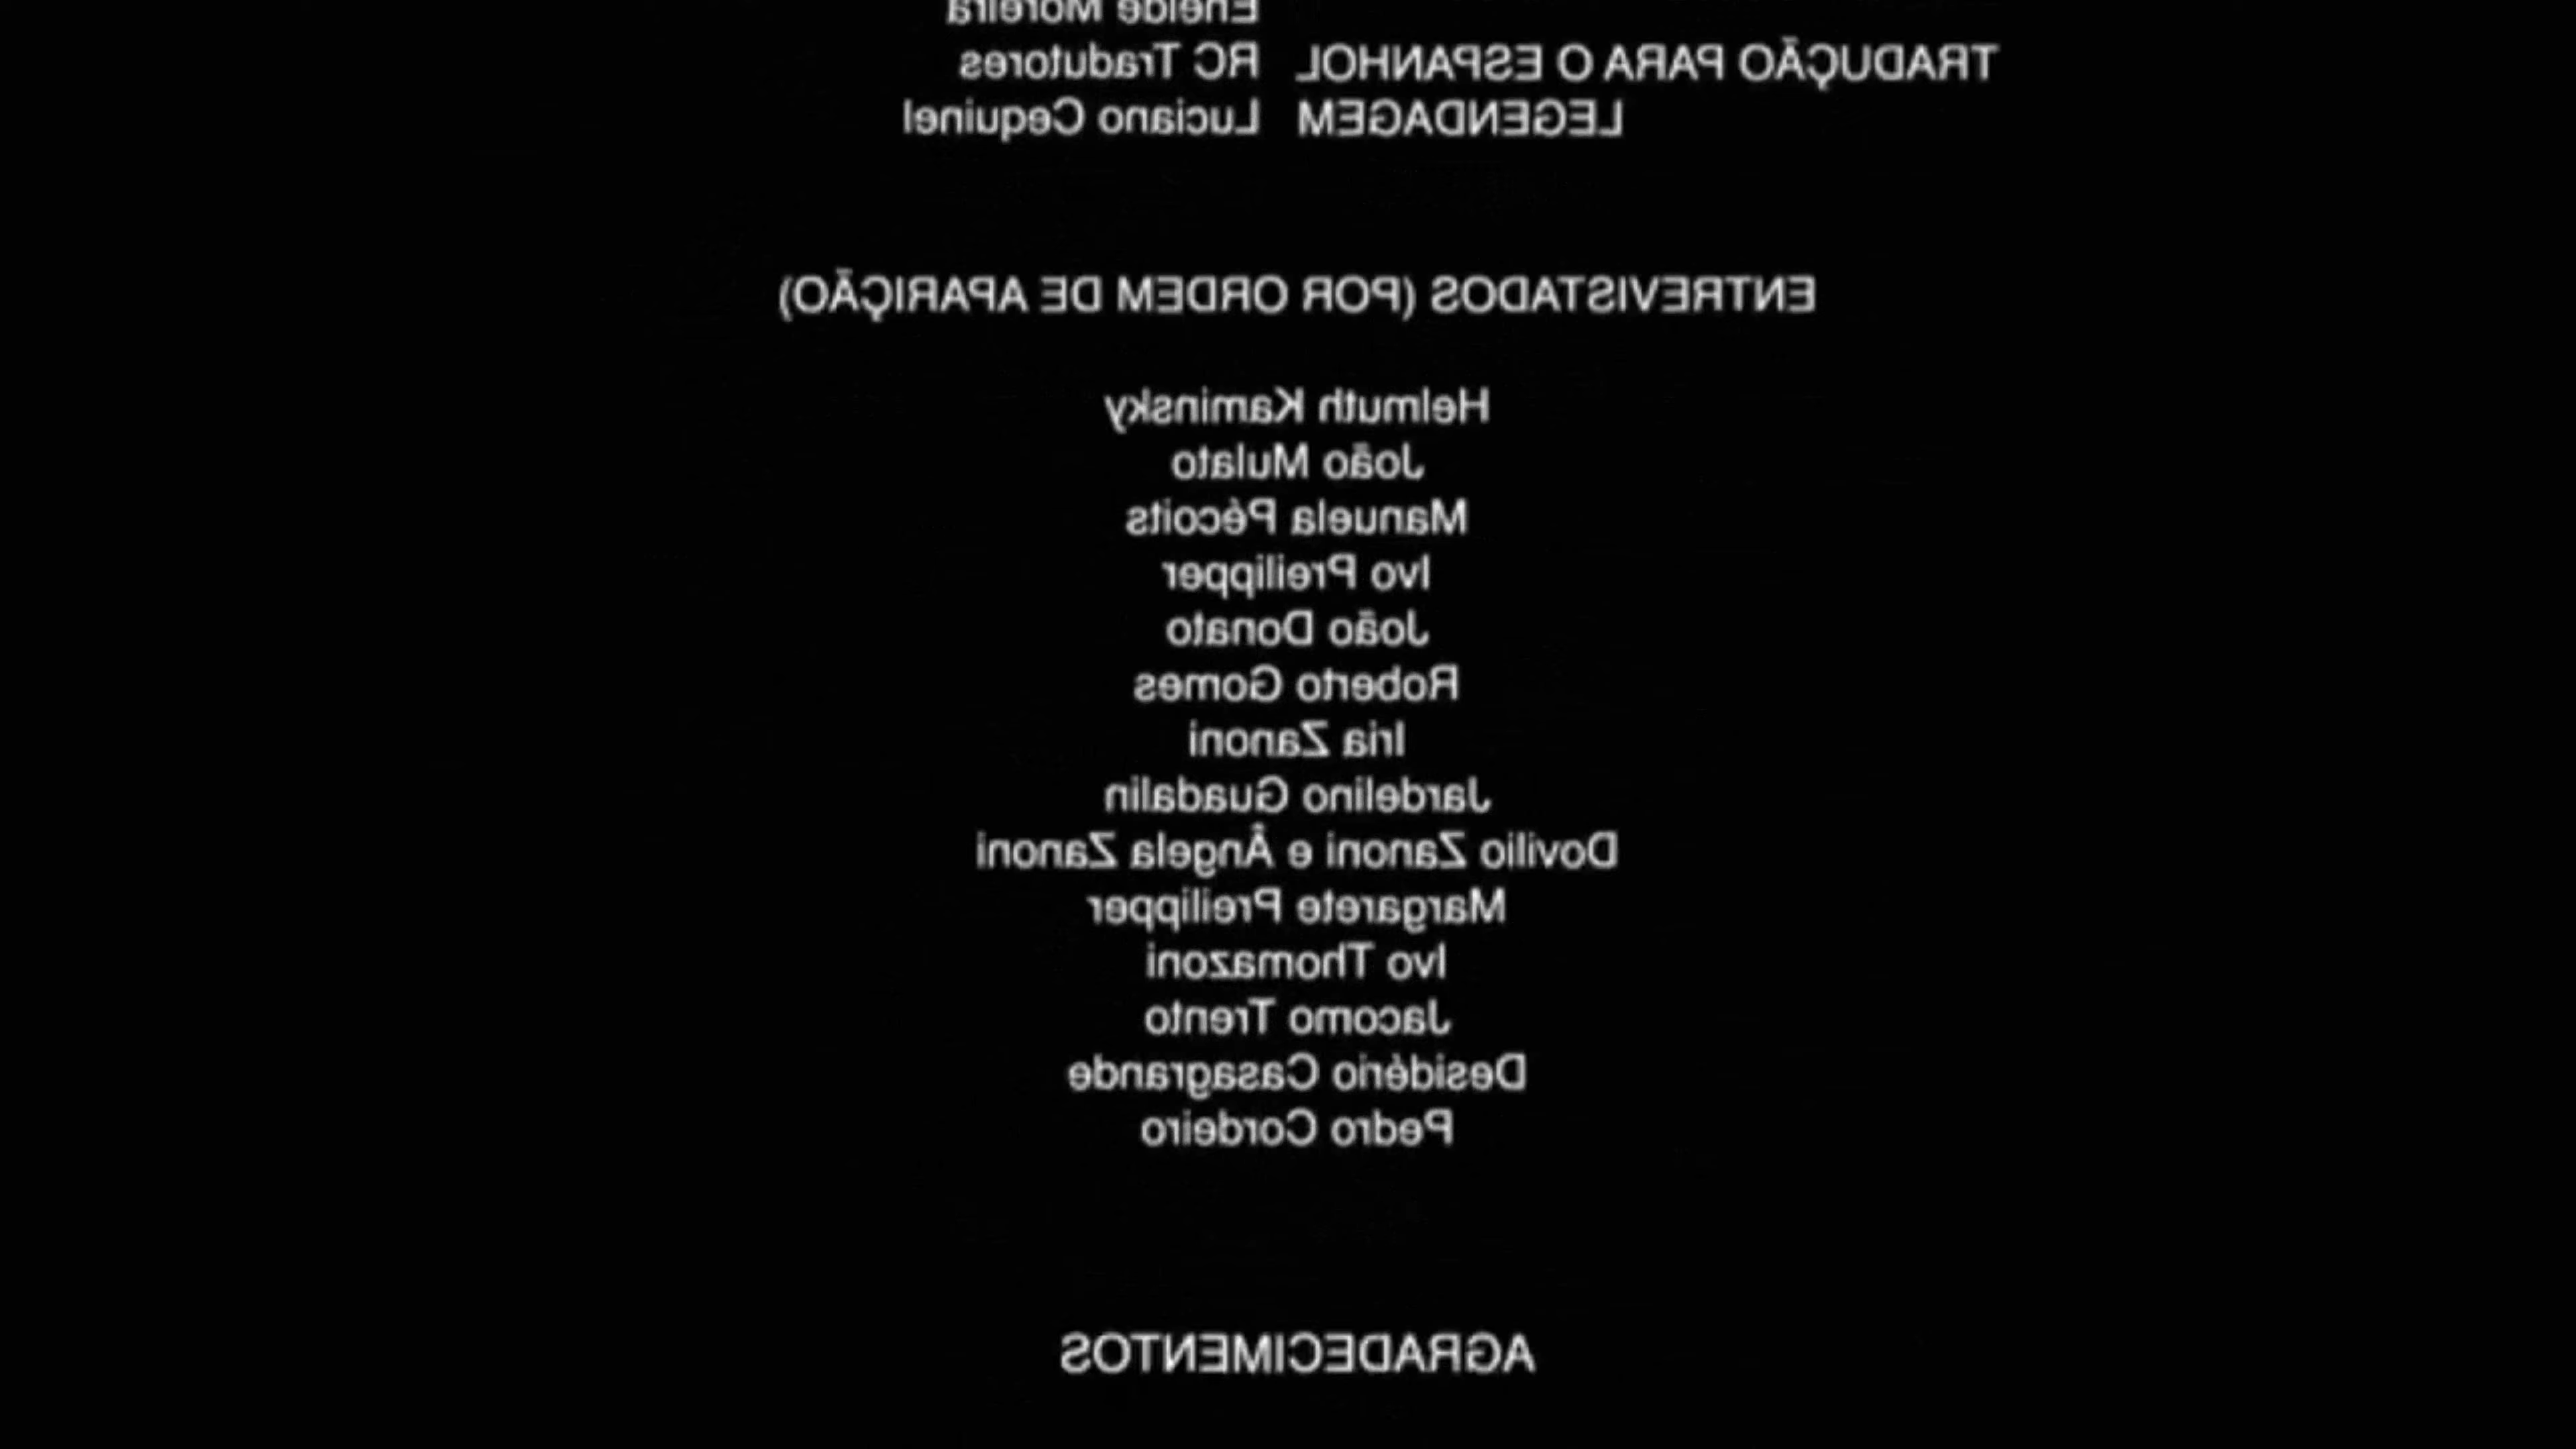 Eneide Moreira
TRADUÇÃO PARA O ESPANHOL RC Tradutores
LEGENDAGEM Luciano Cequinel
ENTREVISTADOS (POR ORDEM DE APARIÇÃO)
Helmuth Kaminsky
João Mulato
Manuela Pécoits
Ivo Preilipper
João Donato
Roberto Gomes
Iria Zanoni
Jardelino Guadalin
Dovilio Zanoni e Ângela Zanoni
Margarete Preilipper
Ivo Thomazoni
Jacomo Trento
Desidério Casagrande
Pedro Cordeiro
AGRADECIMENTOS